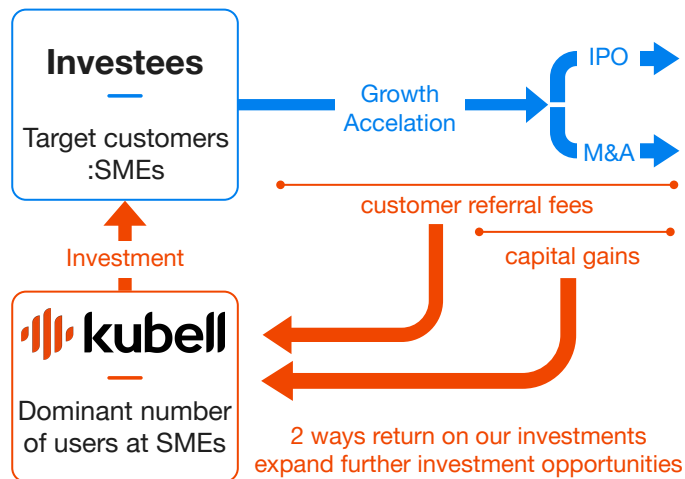 Investees
Target customers
:SMEs
Growth
Accelation
IPO
M&A
customer referral fees
capital gains
Investment
kubell
Dominant number
of users at SMEs
2 ways return on our investments
expand further investment opportunities